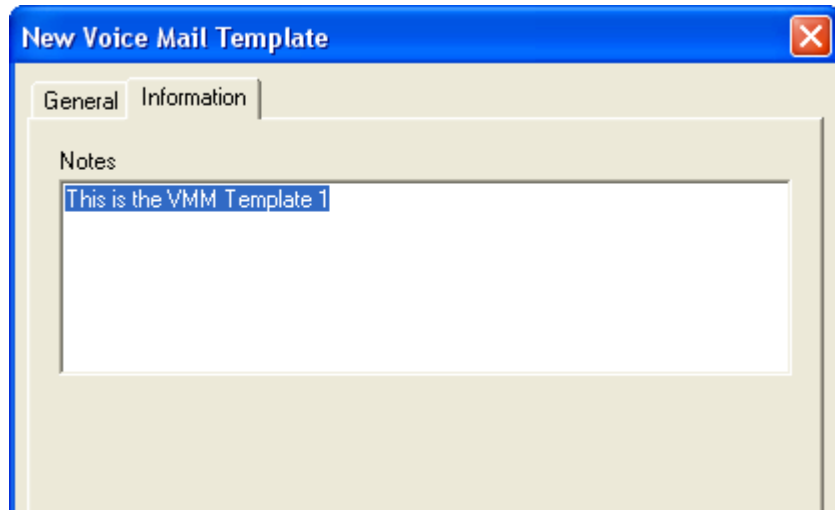 New Voice Mail Template
General Information
Notes
This is the VMM Template 1